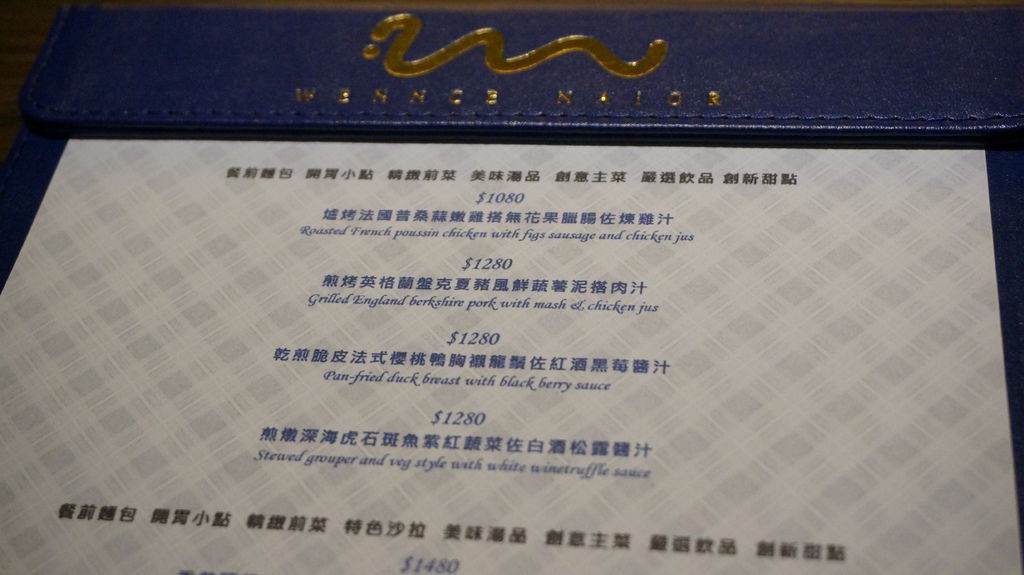 WENNCE NAIOR
餐前麵包 開胃小點 精緻前菜 美味湯品 創意主菜 嚴選飲品 創新甜點
$1080
爐烤法國普桑蒜嫩雞搭無花果臘腸佐煉雞汁
Roasted French poussin chicken with figs sausage and chicken jus
$1280
煎烤英格蘭盤克夏豬風鮮蔬薯泥搭肉汁
Grilled England berkshire pork with mash & chicken jus
$1280
乾煎脆皮法式櫻桃鴨胸襯龍鬚佐紅酒黑莓醬汁
Pan-fried duck breast with black berry sauce
$1280
煎嫩深海虎石斑魚紫紅蔬菜佐白酒松露醬汁
Stewed grouper and veg style with white winetruffle sauce
餐前麵包 開胃小點 精緻前菜 特色沙拉 美味湯品 創意主菜 嚴選飲品 創新甜點
$1480